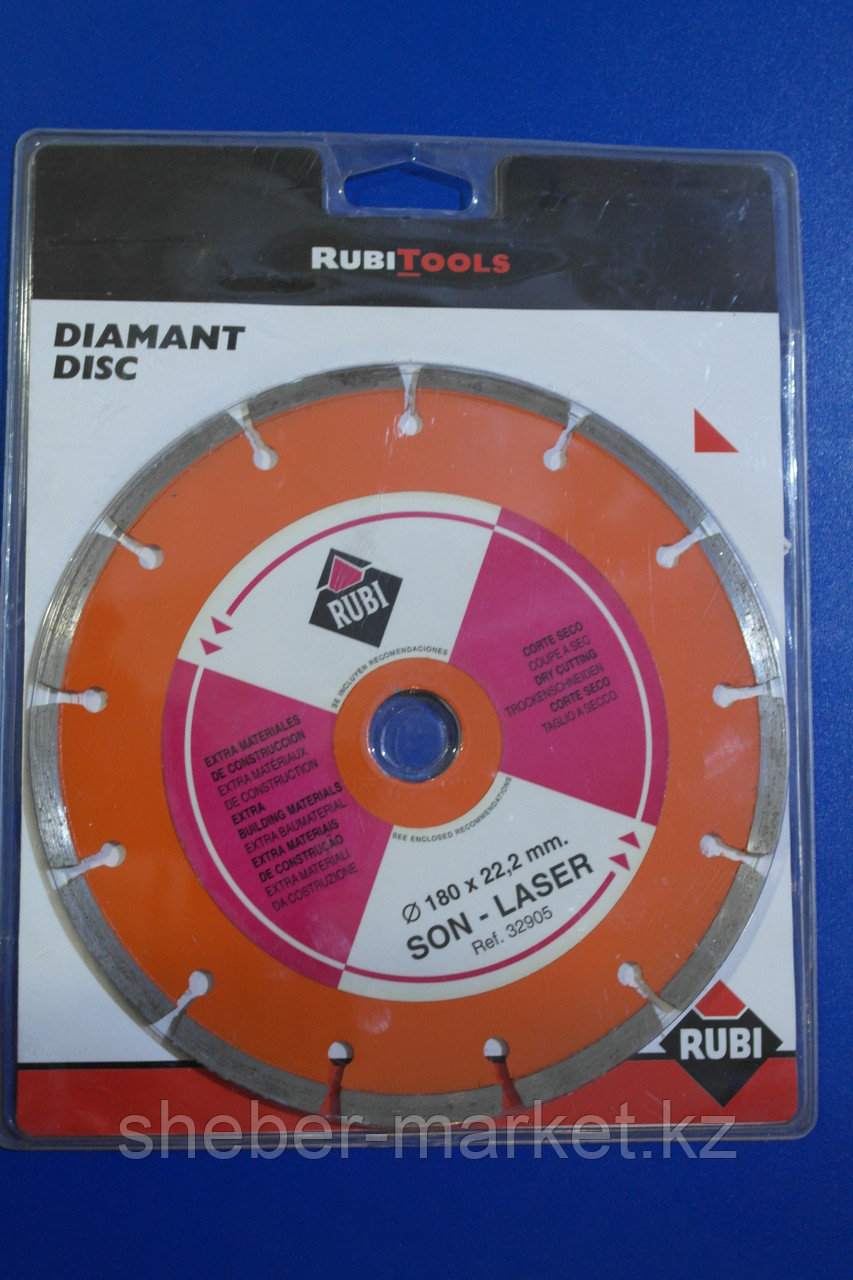 RUBITOOLS
DIAMANT
DISC
RUBI
SE INCLUYEN RECOMENDACIONES
CORTE SECO
COUPE A SEC
DRY CUTTING
TROCKENSCHNEIDEN
CORTE SECO
TAGLIO A SECCO
EXTRA MATERIALES
DE CONSTRUCCION
EXTRA MATÉRIAUX
DE CONSTRUCTION
EXTRA
BUILDING MATERIALS
EXTRA BAUMATERIAL
EXTRA MATERIAIS
DE CONSTRUÇÃO
EXTRA MATERIALI
DA COSTRUZIONE
SEE ENCLOSED RECOMMENDATIONS
Ø 180 x 22,2 mm.
SON - LASER
Ref. 32905
RUBI
sheber-market.kz